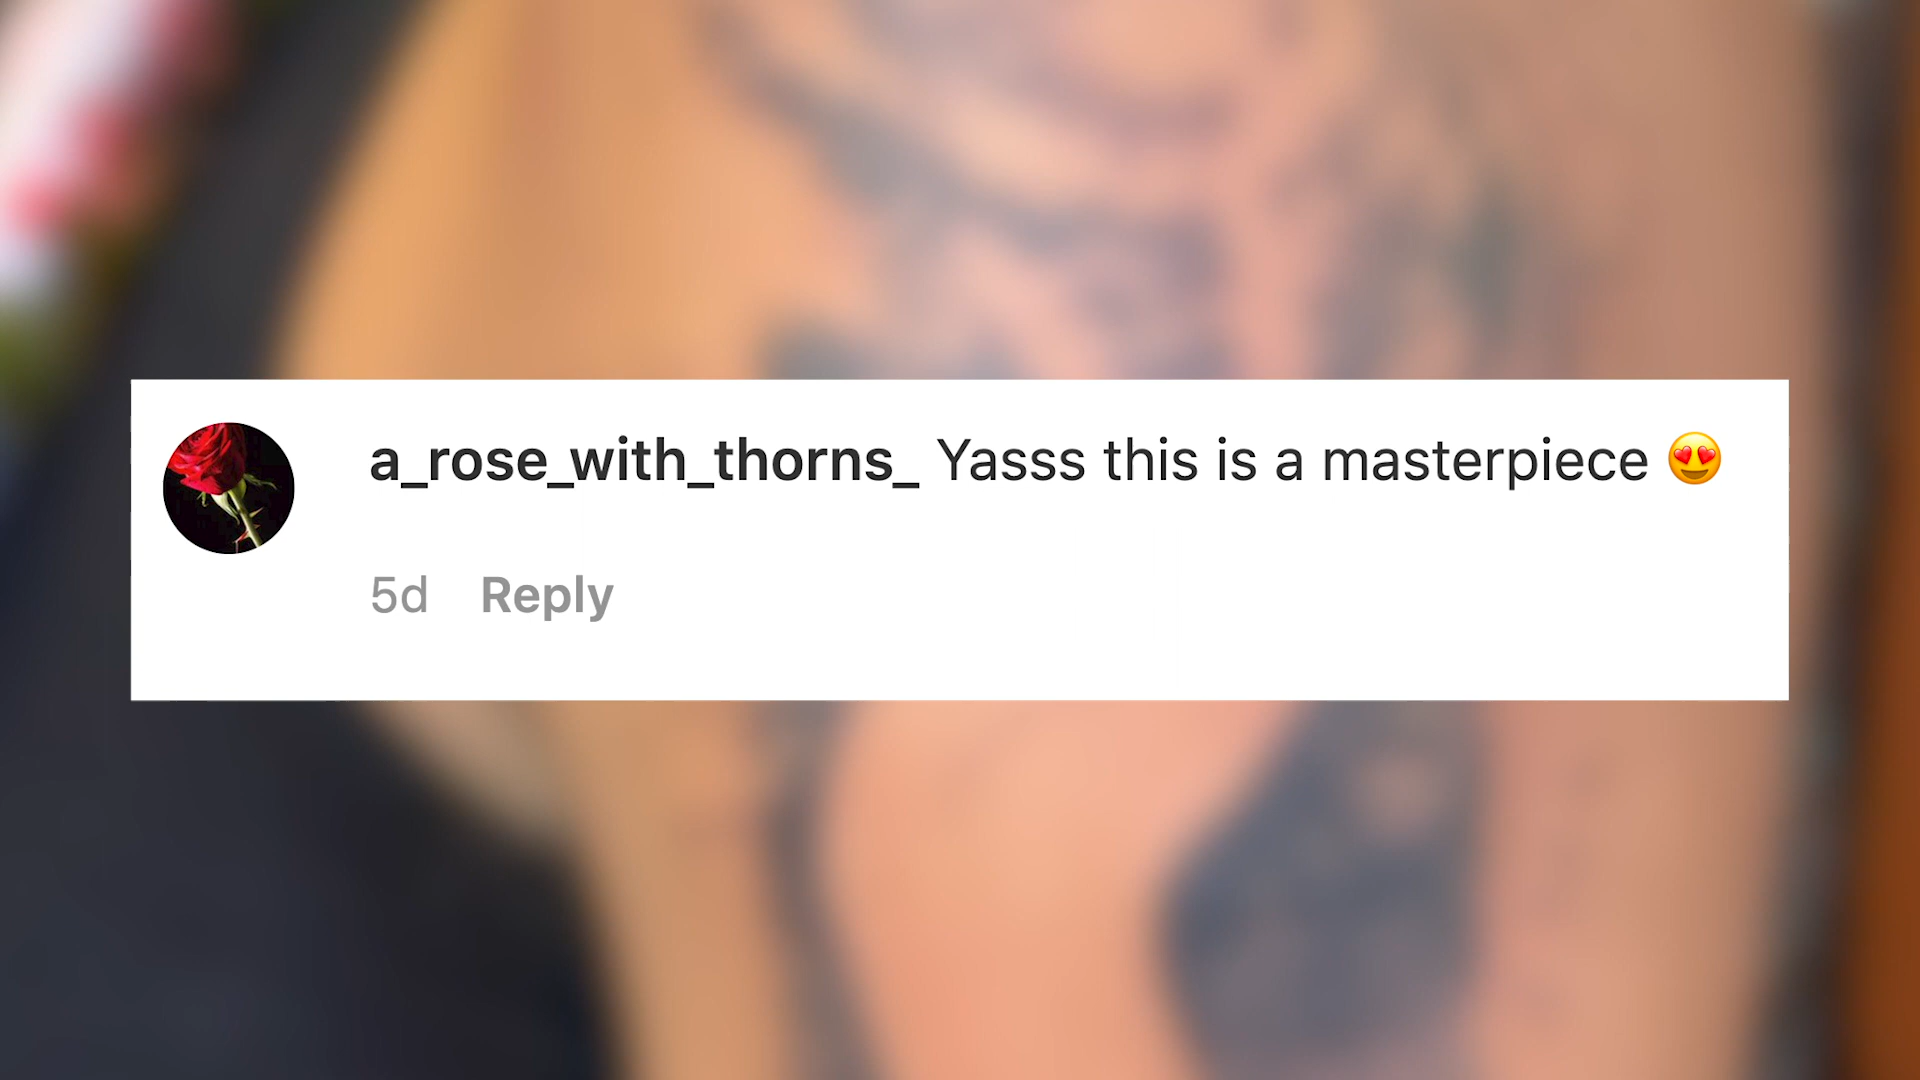 a_rose_with_thorns_ Yasss this is a masterpiece 😍
5d Reply